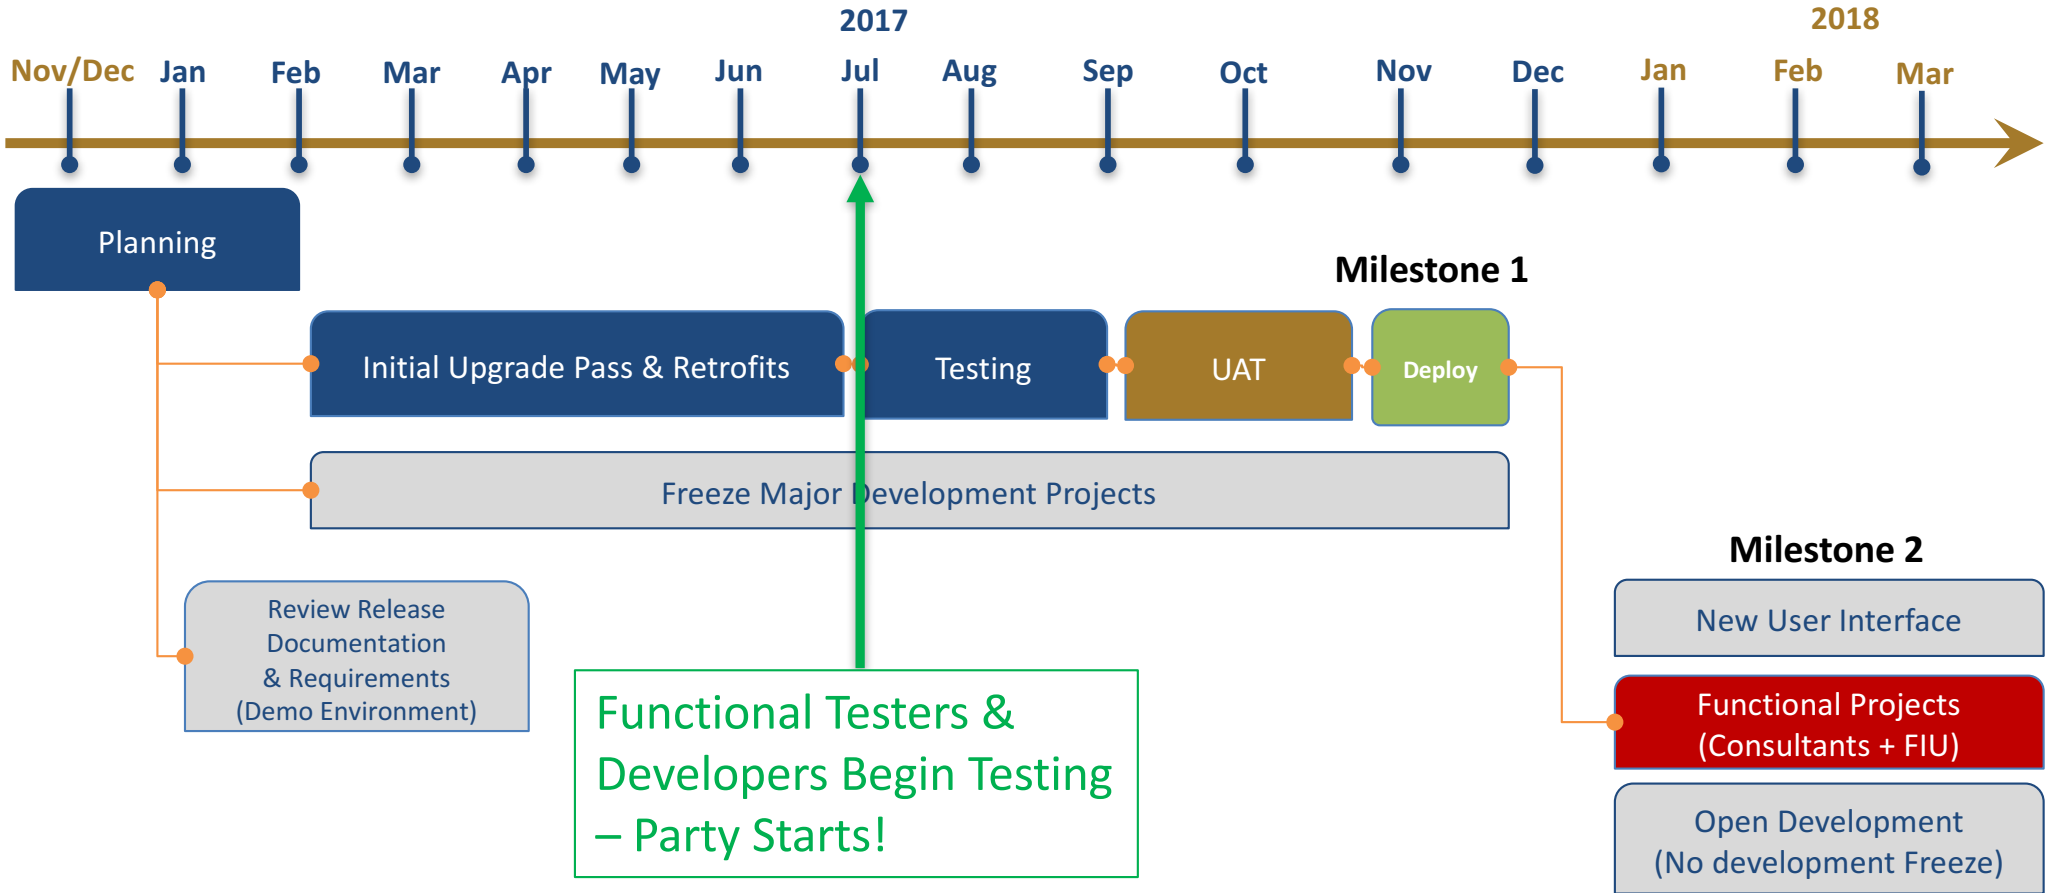 2017
2018
Nov/Dec Jan Feb Mar Apr May Jun Jul Aug Sep Oct Nov Dec Jan Feb Mar
Planning
Milestone 1
Initial Upgrade Pass & Retrofits
Testing
UAT
Deploy
Freeze Major Development Projects
Milestone 2
Review Release
Documentation
& Requirements
(Demo Environment)
New User Interface
Functional Testers &
Developers Begin Testing
– Party Starts!
Functional Projects
(Consultants + FIU)
Open Development
(No development Freeze)